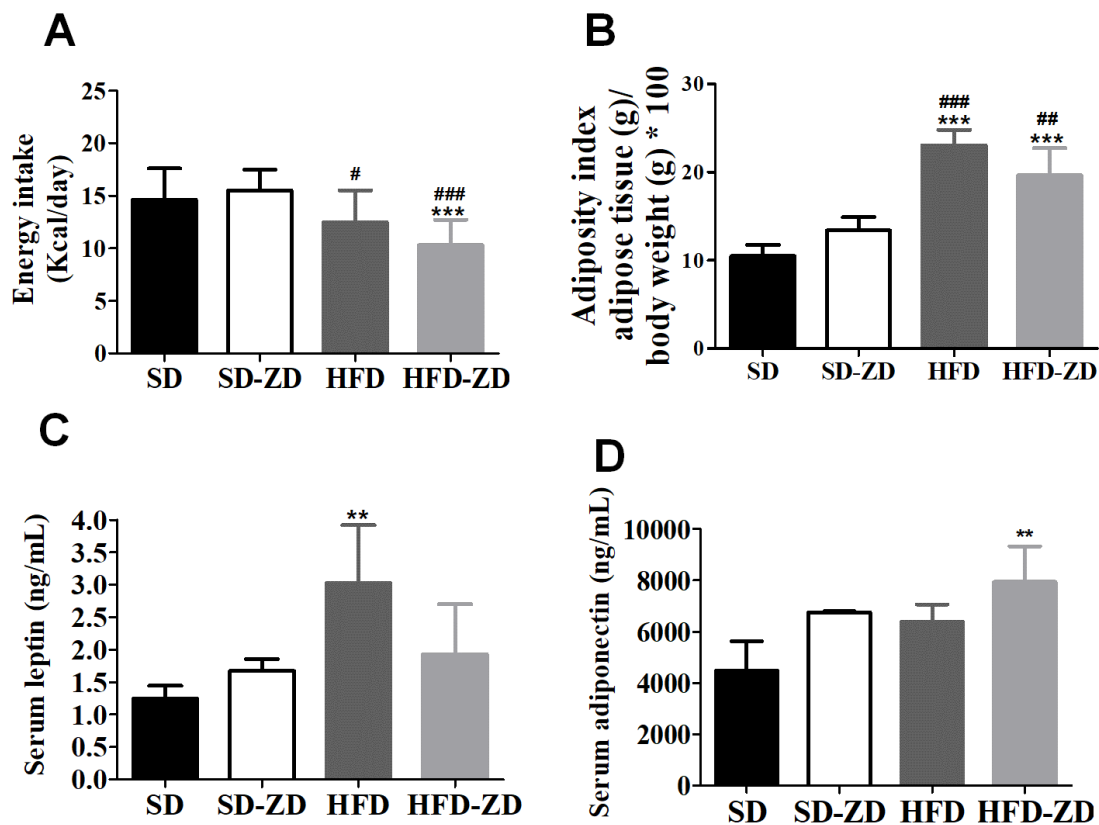 A
Energy intake
(Kcal/day)
25
20
15
10
5
0
#
###
***
SD
SD-ZD
HFD
HFD-ZD
B
Adiposity index
adipose tissue (g)/
body weight (g) * 100
30
20
10
0
###
***
##
***
SD
SD-ZD
HFD
HFD-ZD
C
Serum leptin (ng/mL)
4.0
3.5
3.0
2.5
2.0
1.5
1.0
0.5
0.0
**
SD
SD-ZD
HFD
HFD-ZD
D
Serum adiponectin (ng/mL)
10000
8000
6000
4000
2000
0
**
SD
SD-ZD
HFD
HFD-ZD